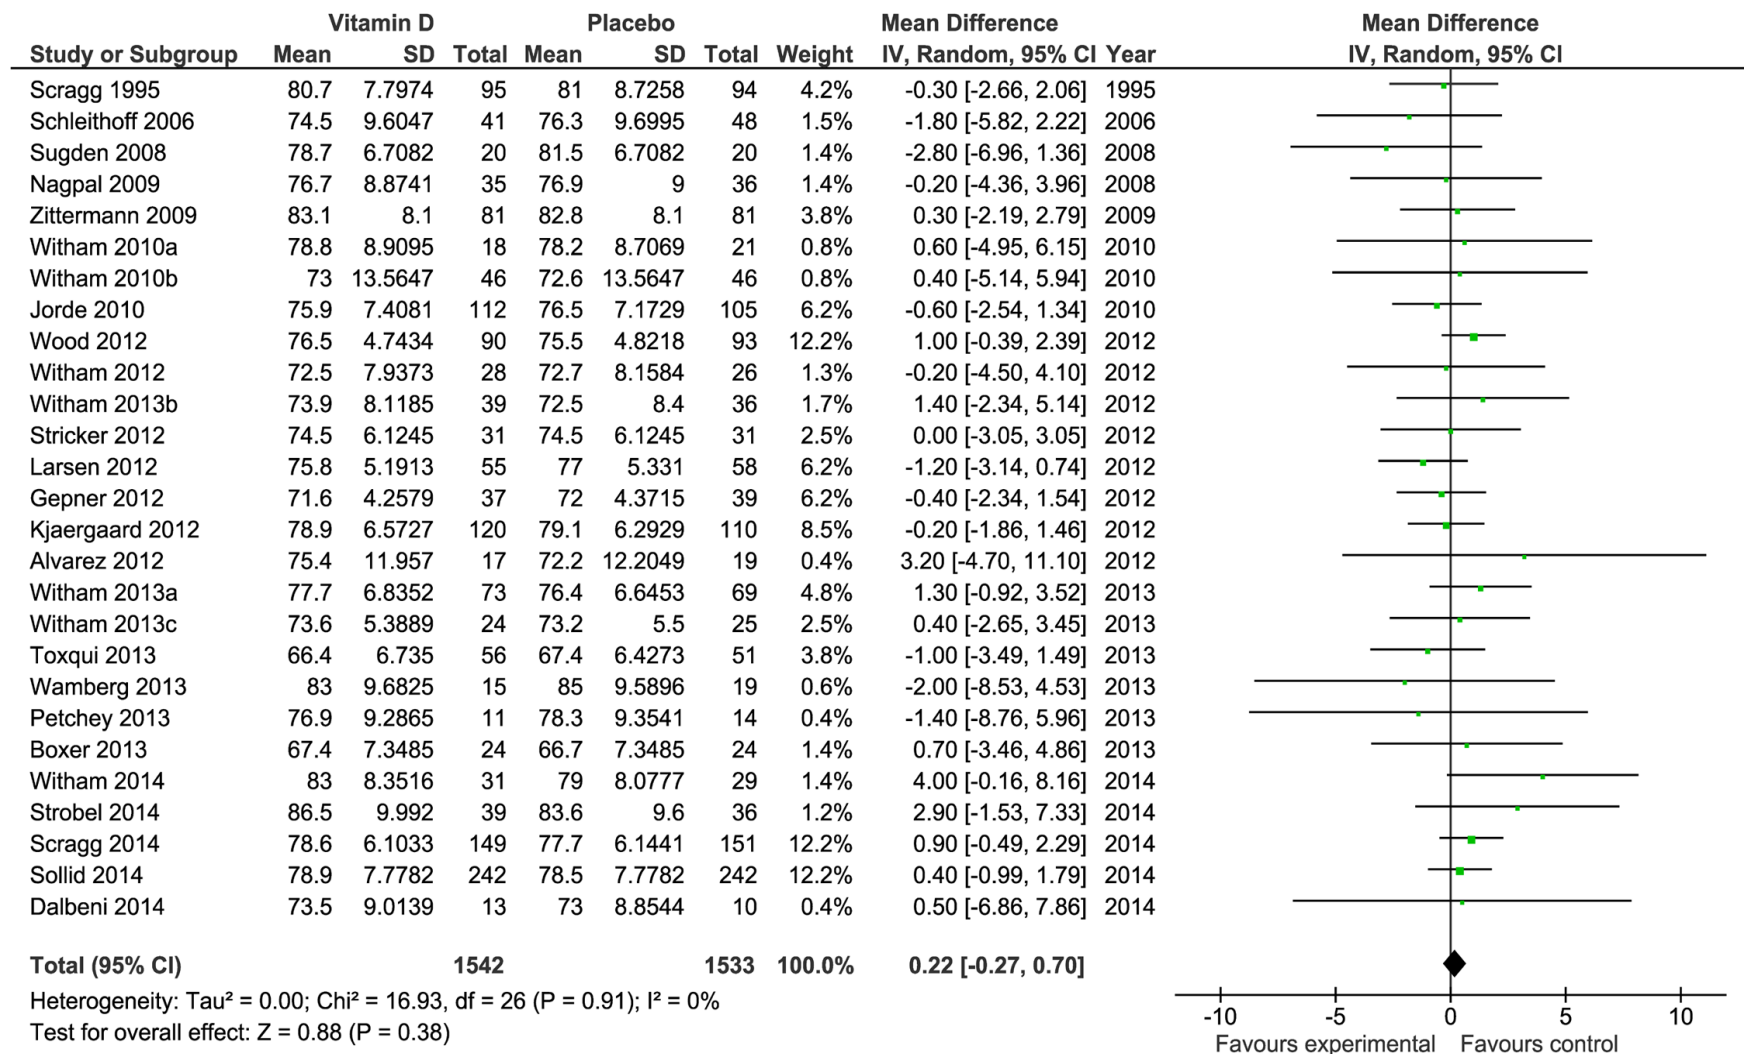 Vitamin D Placebo Mean Difference Mean Difference
Study or Subgroup Mean SD Total Mean SD Total Weight IV, Random, 95% CI Year IV, Random, 95% CI
Scragg 1995 80.7 7.7974 95 81 8.7258 94 4.2% -0.30 [-2.66, 2.06] 1995
Schleithoff 2006 74.5 9.6047 41 76.3 9.6995 48 1.5% -1.80 [-5.82, 2.22] 2006
Sugden 2008 78.7 6.7082 20 81.5 6.7082 20 1.4% -2.80 [-6.96, 1.36] 2008
Nagpal 2009 76.7 8.8741 35 76.9 9 36 1.4% -0.20 [-4.36, 3.96] 2008
Zittermann 2009 83.1 8.1 81 82.8 8.1 81 3.8% 0.30 [-2.19, 2.79] 2009
Witham 2010a 78.8 8.9095 18 78.2 8.7069 21 0.8% 0.60 [-4.95, 6.15] 2010
Witham 2010b 73 13.5647 46 72.6 13.5647 46 0.8% 0.40 [-5.14, 5.94] 2010
Jorde 2010 75.9 7.4081 112 76.5 7.1729 105 6.2% -0.60 [-2.54, 1.34] 2010
Wood 2012 76.5 4.7434 90 75.5 4.8218 93 12.2% 1.00 [-0.39, 2.39] 2012
Witham 2012 72.5 7.9373 28 72.7 8.1584 26 1.3% -0.20 [-4.50, 4.10] 2012
Witham 2013b 73.9 8.1185 39 72.5 8.4 36 1.7% 1.40 [-2.34, 5.14] 2012
Stricker 2012 74.5 6.1245 31 74.5 6.1245 31 2.5% 0.00 [-3.05, 3.05] 2012
Larsen 2012 75.8 5.1913 55 77 5.331 58 6.2% -1.20 [-3.14, 0.74] 2012
Gepner 2012 71.6 4.2579 37 72 4.3715 39 6.2% -0.40 [-2.34, 1.54] 2012
Kjaergaard 2012 78.9 6.5727 120 79.1 6.2929 110 8.5% -0.20 [-1.86, 1.46] 2012
Alvarez 2012 75.4 11.957 17 72.2 12.2049 19 0.4% 3.20 [-4.70, 11.10] 2012
Witham 2013a 77.7 6.8352 73 76.4 6.6453 69 4.8% 1.30 [-0.92, 3.52] 2013
Witham 2013c 73.6 5.3889 24 73.2 5.5 25 2.5% 0.40 [-2.65, 3.45] 2013
Toxqui 2013 66.4 6.735 56 67.4 6.4273 51 3.8% -1.00 [-3.49, 1.49] 2013
Wamberg 2013 83 9.6825 15 85 9.5896 19 0.6% -2.00 [-8.53, 4.53] 2013
Petchey 2013 76.9 9.2865 11 78.3 9.3541 14 0.4% -1.40 [-8.76, 5.96] 2013
Boxer 2013 67.4 7.3485 24 66.7 7.3485 24 1.4% 0.70 [-3.46, 4.86] 2013
Witham 2014 83 8.3516 31 79 8.0777 29 1.4% 4.00 [-0.16, 8.16] 2014
Strobel 2014 86.5 9.992 39 83.6 9.6 36 1.2% 2.90 [-1.53, 7.33] 2014
Scragg 2014 78.6 6.1033 149 77.7 6.1441 151 12.2% 0.90 [-0.49, 2.29] 2014
Sollid 2014 78.9 7.7782 242 78.5 7.7782 242 12.2% 0.40 [-0.99, 1.79] 2014
Dalbeni 2014 73.5 9.0139 13 73 8.8544 10 0.4% 0.50 [-6.86, 7.86] 2014
Total (95% CI) 1542 1533 100.0% 0.22 [-0.27, 0.70]
Heterogeneity: Tau² = 0.00; Chi² = 16.93, df = 26 (P = 0.91); I² = 0%
Test for overall effect: Z = 0.88 (P = 0.38)
-10 -5 0 5 10
Favours experimental Favours control